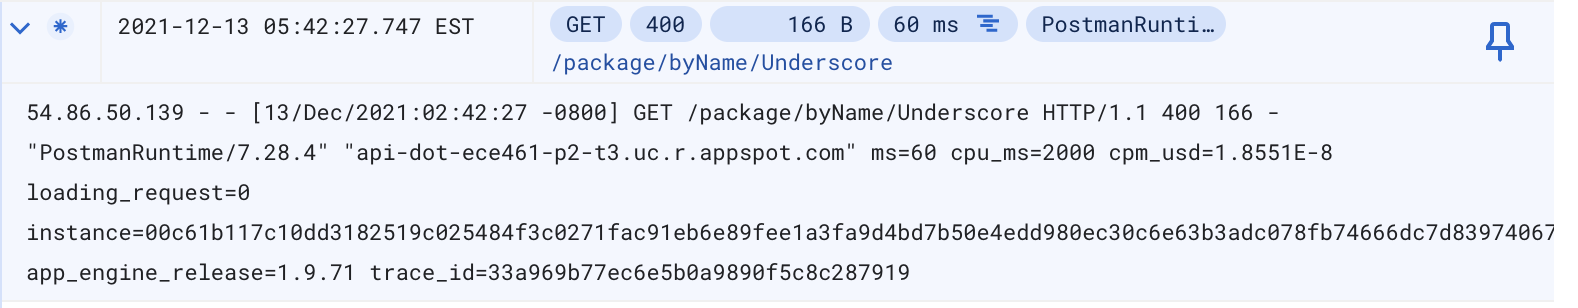 2021-12-13 05:42:27.747 EST GET 400 166 B 60 ms PostmanRunti…
/package/byName/Underscore
54.86.50.139 - - [13/Dec/2021:02:42:27 -0800] GET /package/byName/Underscore HTTP/1.1 400 166 -
"PostmanRuntime/7.28.4" "api-dot-ece461-p2-t3.uc.r.appspot.com" ms=60 cpu_ms=2000 cpm_usd=1.8551E-8
loading_request=0
instance=00c61b117c10dd3182519c025484f3c0271fac91eb6e89fee1a3fa9d4bd7b50e4edd980ec30c6e63b3adc078fb74666dc7d83974067
app_engine_release=1.9.71 trace_id=33a969b77ec6e5b0a9890f5c8c287919